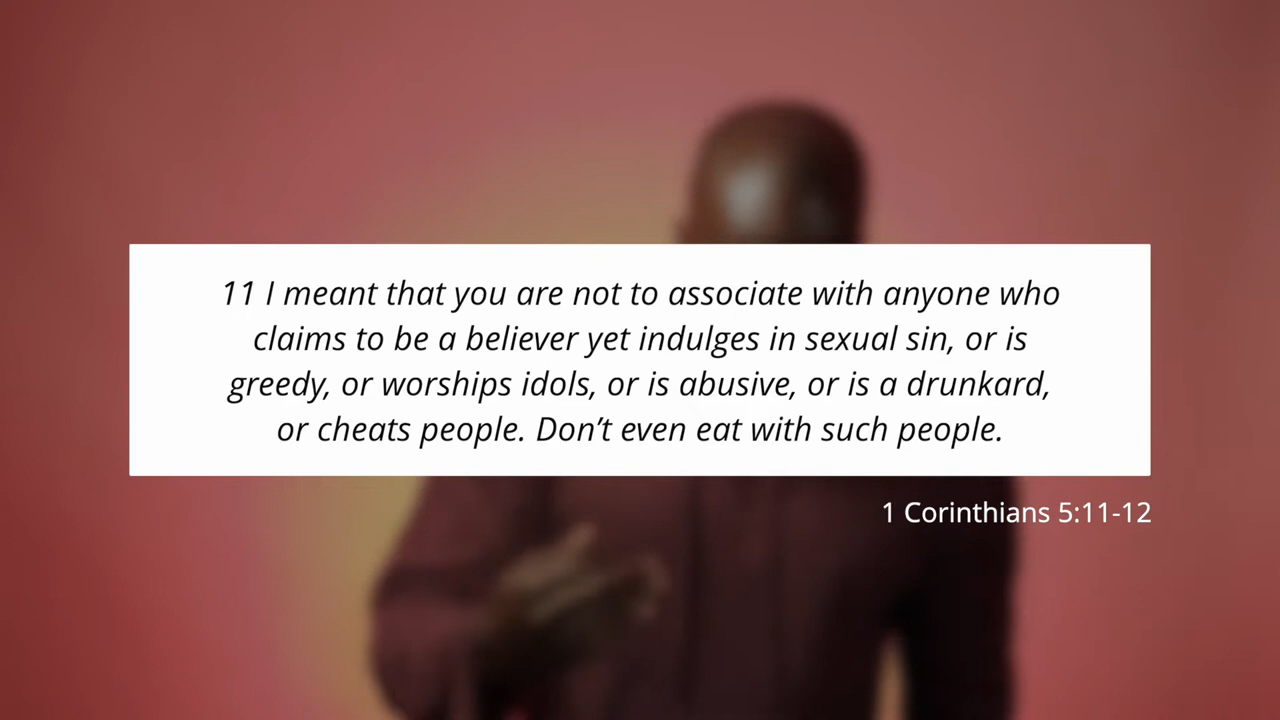 11 I meant that you are not to associate with anyone who
claims to be a believer yet indulges in sexual sin, or is
greedy, or worships idols, or is abusive, or is a drunkard,
or cheats people. Don’t even eat with such people.
1 Corinthians 5:11-12